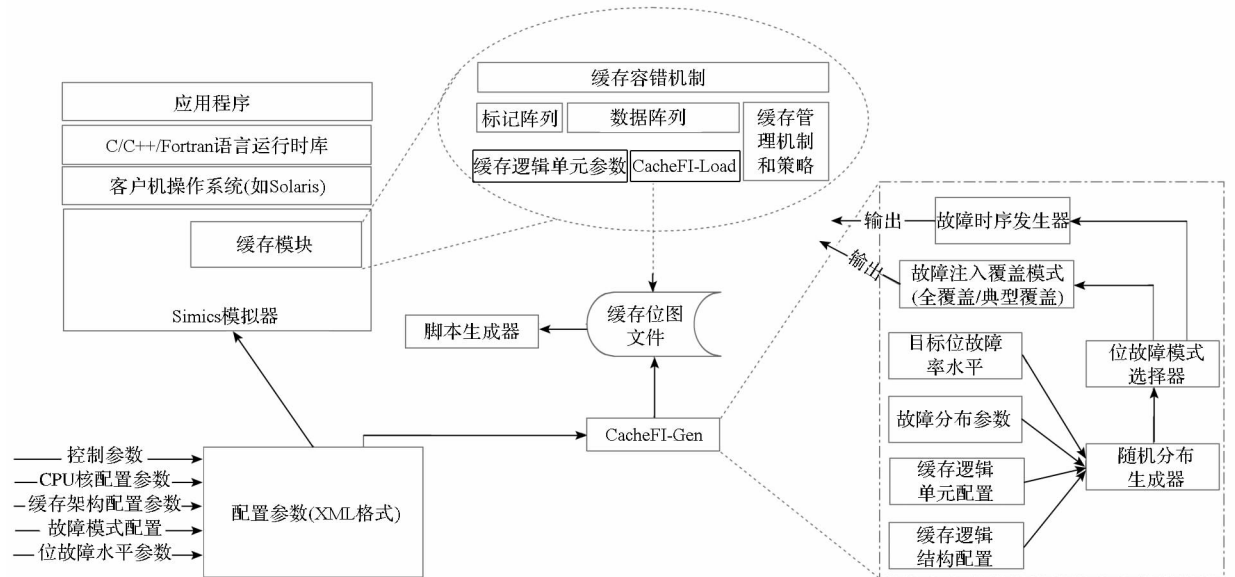 缓存容错机制
标记阵列
数据阵列
缓存管
理机制
和策略
缓存逻辑单元参数
CacheFI-Load
应用程序
C/C++/Fortran语言运行时库
客户机操作系统(如Solaris)
缓存模块
Simics模拟器
脚本生成器
缓存位图
文件
CacheFI-Gen
控制参数
CPU核配置参数
缓存架构配置参数
故障模式配置
位故障水平参数
配置参数(XML格式)
输出
故障时序发生器
输出
故障注入覆盖模式
(全覆盖/典型覆盖)
目标位故障
率水平
位故障模式
选择器
故障分布参数
缓存逻辑
单元配置
随机分布
生成器
缓存逻辑
结构配置